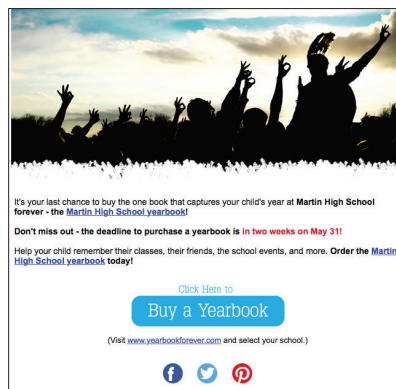 It's your last chance to buy the one book that captures your child's year at Martin High School
forever - the Martin High School yearbook!
Don't miss out - the deadline to purchase a yearbook is in two weeks on May 31!
Help your child remember their classes, their friends, the school events, and more. Order the Martin
High School yearbook today!
Click Here to
Buy a Yearbook
(Visit www.yearbookforever.com and select your school.)